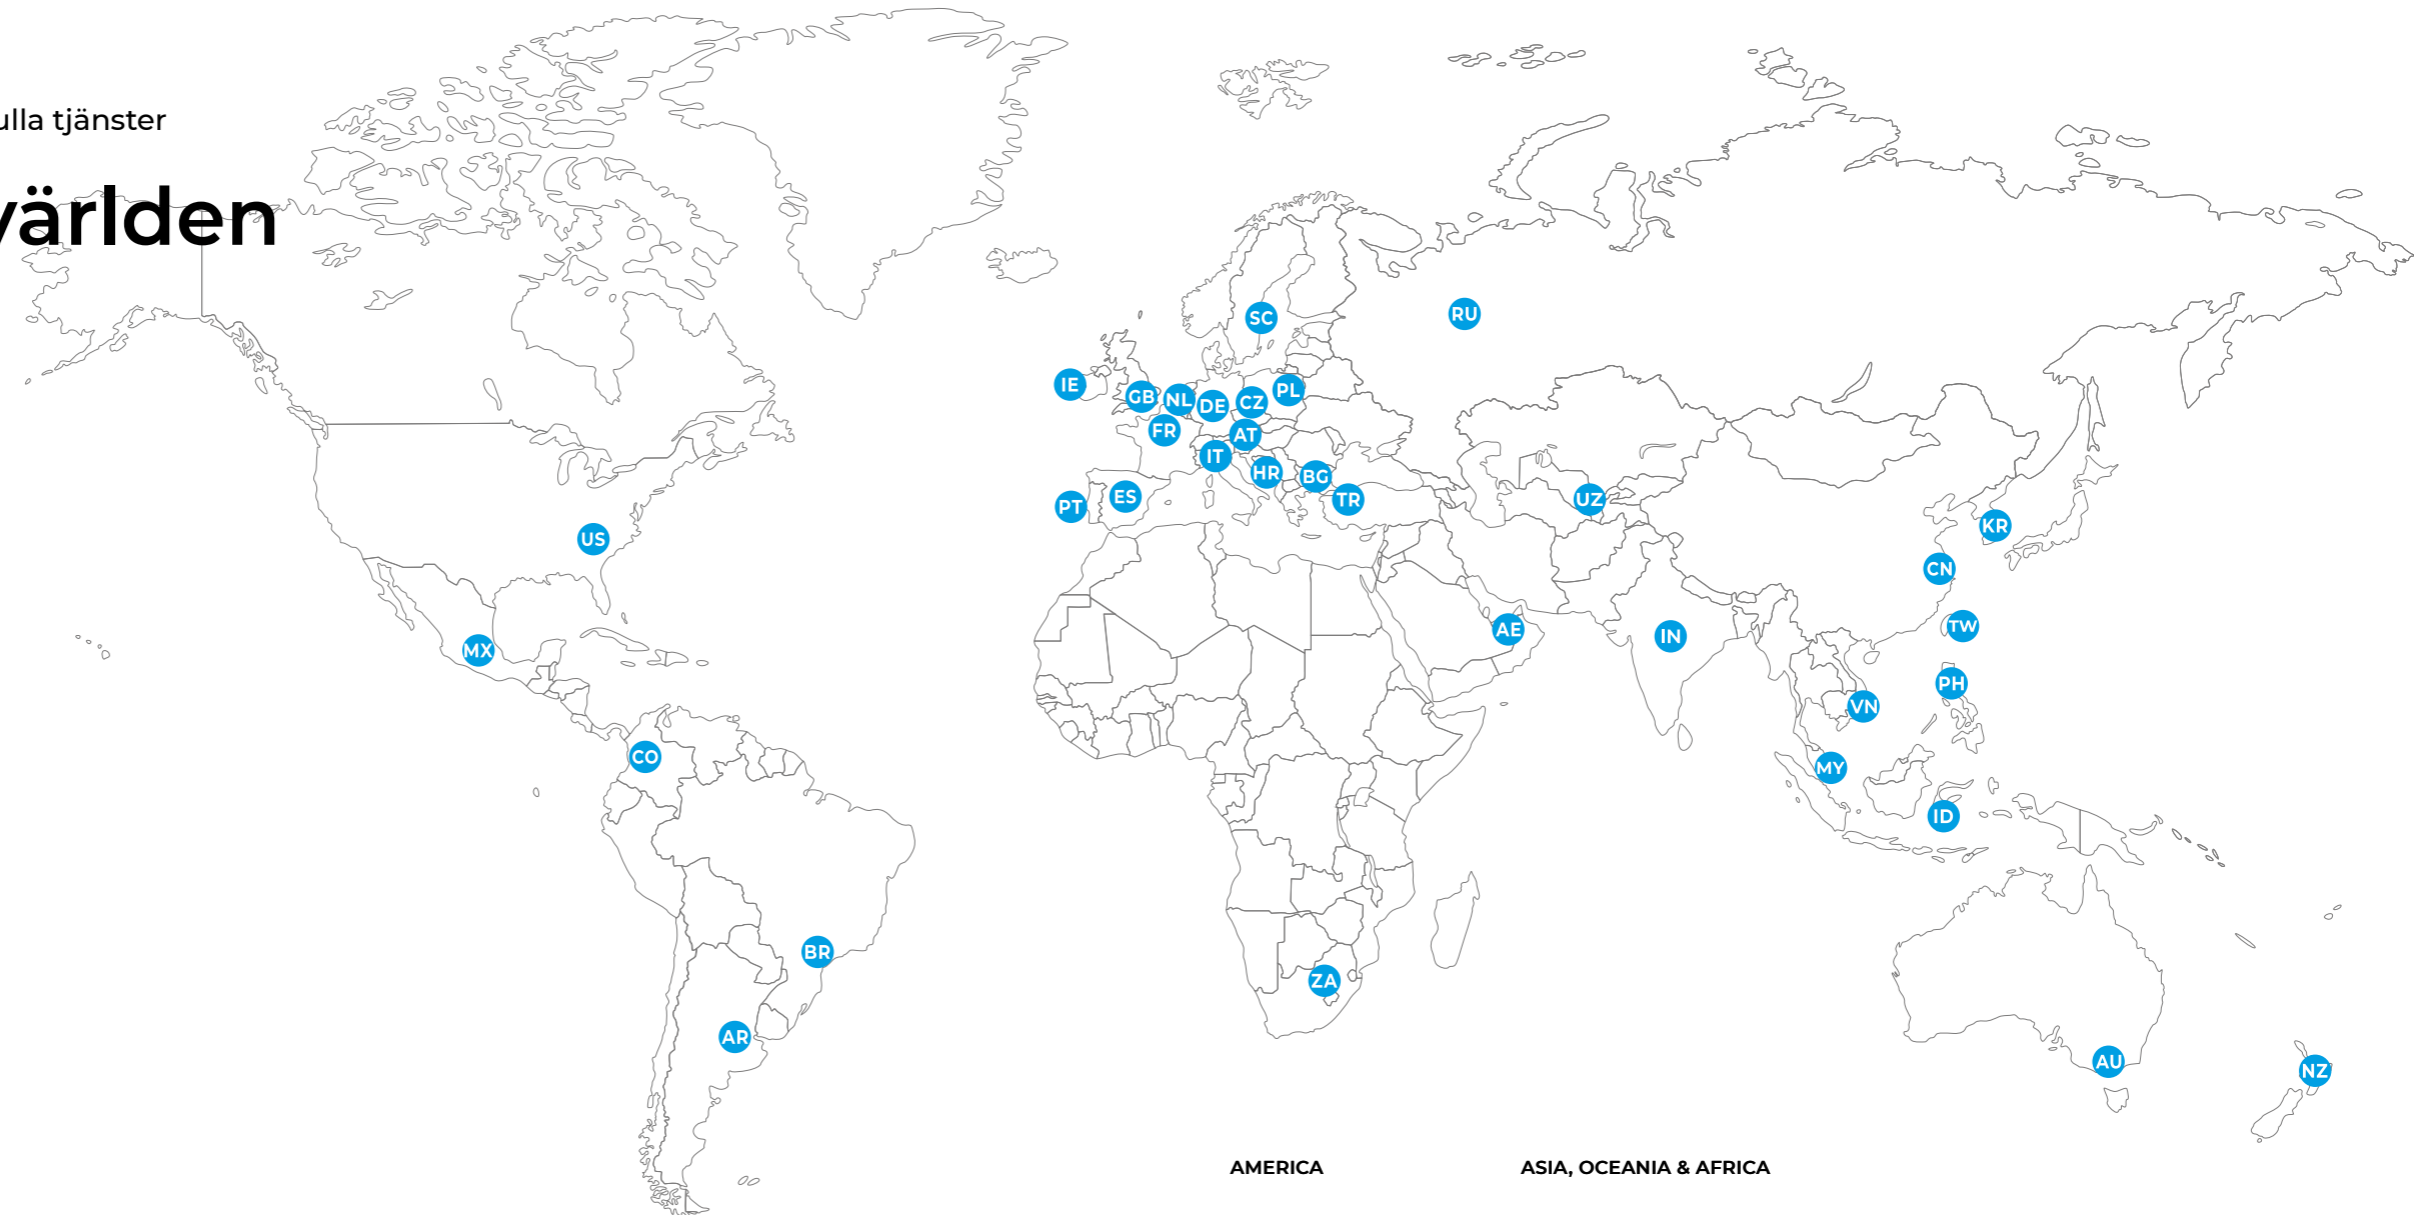 ulla tjänster
världen
SC
RU
IE
GB
NL
DE
CZ
PL
FR
AT
IT
HR
BG
PT
ES
TR
UZ
US
KR
CN
MX
AE
IN
TW
PH
VN
CO
MY
ID
BR
ZA
AR
AU
NZ
AMERICA
ASIA, OCEANIA & AFRICA